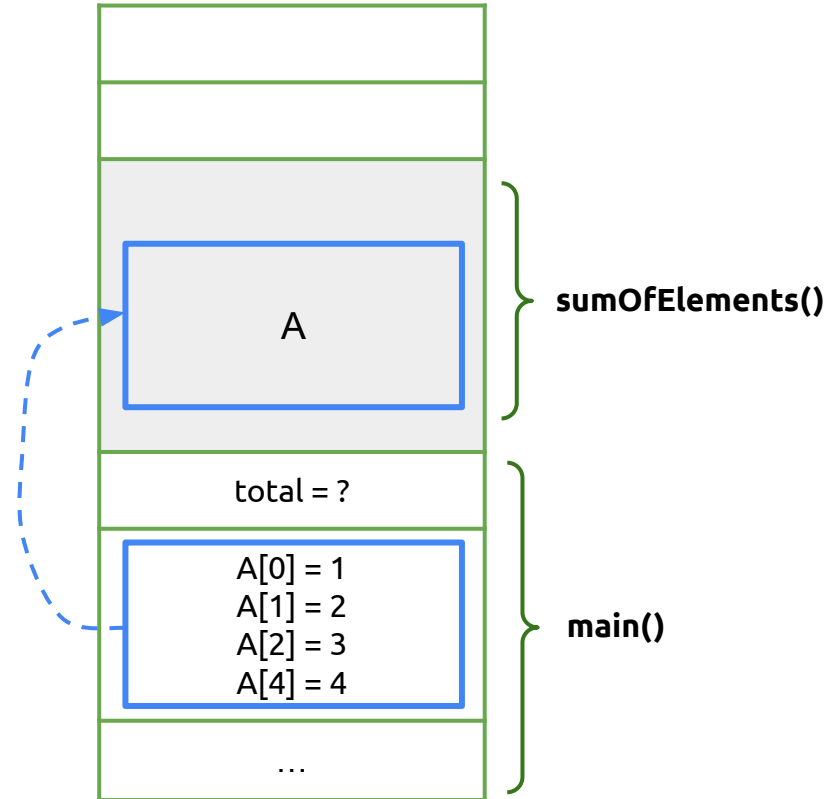 A
sumOfElements()
total = ?
A[0] = 1
A[1] = 2
A[2] = 3
A[4] = 4
main()
...